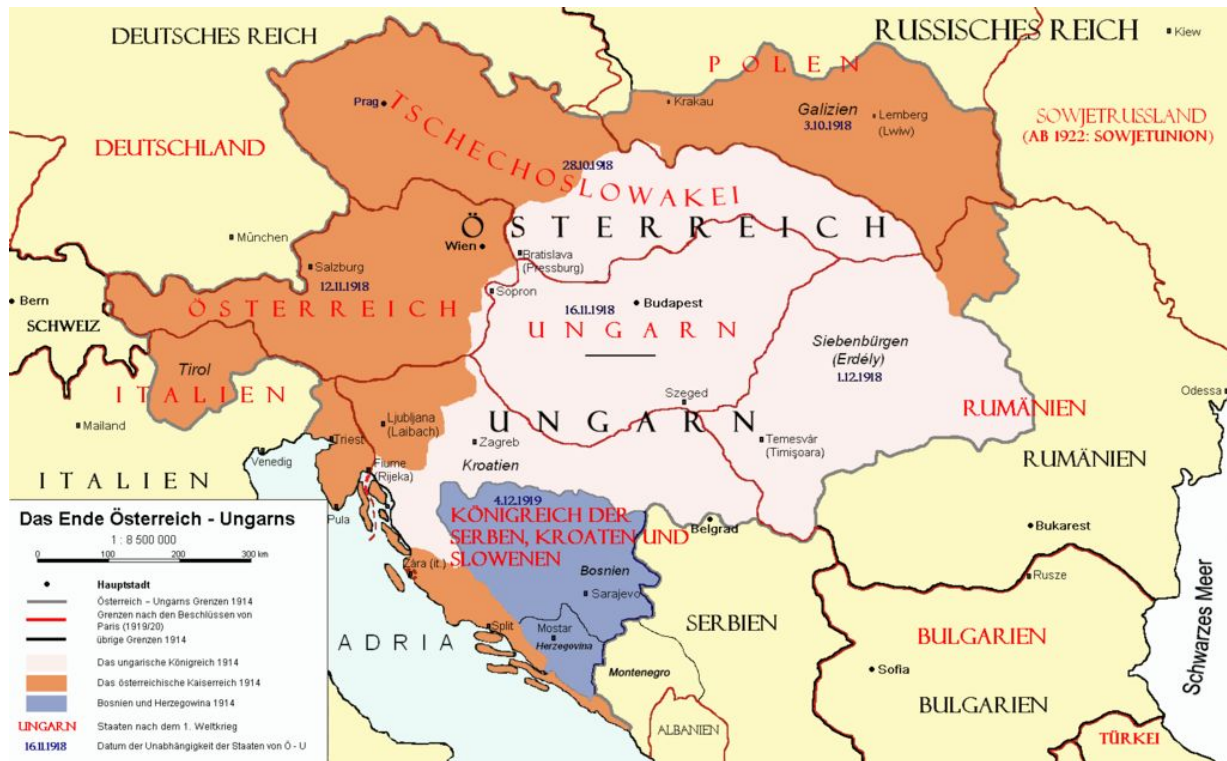 DEUTSCHES REICH
RUSSISCHES REICH
Kiew
POLEN
Prag
Krakau
Galizien
3.10.1918
Lemberg
(Lwiw)
SOWJETRUSSLAND
(AB 1922: SOWJETUNION)
DEUTSCHLAND
TSCHECHOSLOWAKEI
28.10.1918
München
ÖSTERREICH
Wien
Bratislava
(Pressburg)
Salzburg
12.11.1918
Sopron
Bern
ÖSTERREICH
16.11.1918
Budapest
SCHWEIZ
UNGARN
Siebenbürgen
(Erdély)
1.12.1918
Tirol
ITALIEN
Szeged
Odessa
RUMÄNIEN
Mailand
Ljubljana
(Laibach)
UNGARN
Triest
Zagreb
Temesvár
(Timişoara)
Venedig
Fiume
(Rijeka)
Kroatien
RUMÄNIEN
ITALIEN
4.12.1919
KÖNIGREICH DER
SERBEN, KROATEN UND
SLOWENEN
Pula
Belgrad
Bukarest
Zara (it.)
Bosnien
Rusze
Sarajevo
Schwarzes Meer
ADRIA
Split
Mostar
Herzegovina
SERBIEN
BULGARIEN
Montenegro
Sofia
BULGARIEN
ALBANIEN
TÜRKEI
Das Ende Österreich - Ungarns
1 : 8 500 000
0 100 200 300 km
Hauptstadt
Österreich – Ungarns Grenzen 1914
Grenzen nach den Beschlüssen von
Paris (1919/20)
übrige Grenzen 1914
Das ungarische Königreich 1914
Das österreichische Kaiserreich 1914
Bosnien und Herzegowina 1914
UNGARN Staaten nach dem 1. Weltkrieg
16.11.1918 Datum der Unabhängigkeit der Staaten von Ö - U